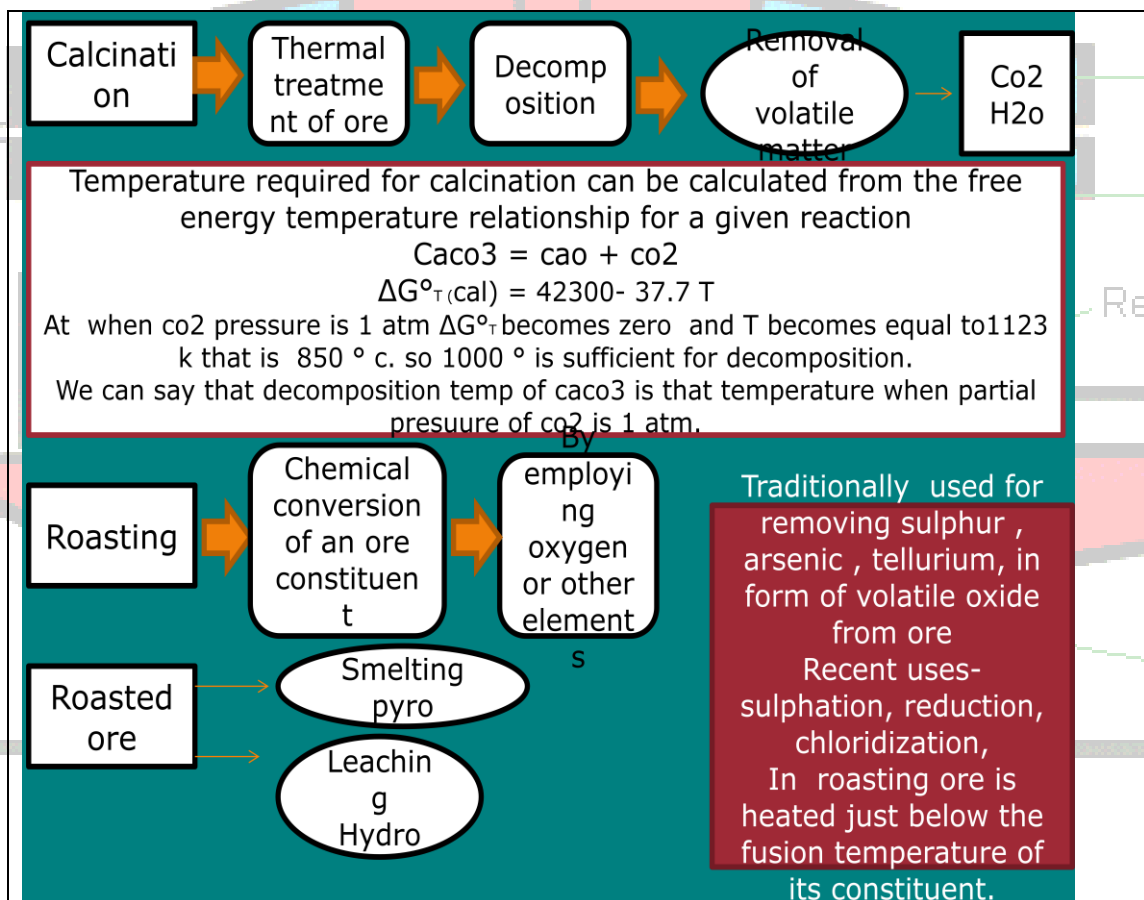 Calcinati
on
Thermal
treatme
nt of ore
Decomp
osition
Removal
of
volatile
matter
Co2
H2o
Temperature required for calcination can be calculated from the free
energy temperature relationship for a given reaction
Caco3 = cao + co2
ΔG°T (cal) = 42300- 37.7 T
At when co2 pressure is 1 atm ΔG°T becomes zero and T becomes equal to1123
k that is 850 ° c. so 1000 ° is sufficient for decomposition.
We can say that decomposition temp of caco3 is that temperature when partial
presuure of co2 is 1 atm.
Roasting
Chemical
conversion
of an ore
constituen
t
By
employi
ng
oxygen
or other
element
s
Traditionally used for
removing sulphur ,
arsenic , tellurium, in
form of volatile oxide
from ore
Recent uses-
sulphation, reduction,
chloridization,
In roasting ore is
heated just below the
fusion temperature of
its constituent.
Roasted
ore
Smelting
pyro
Leachin
g
Hydro
Re